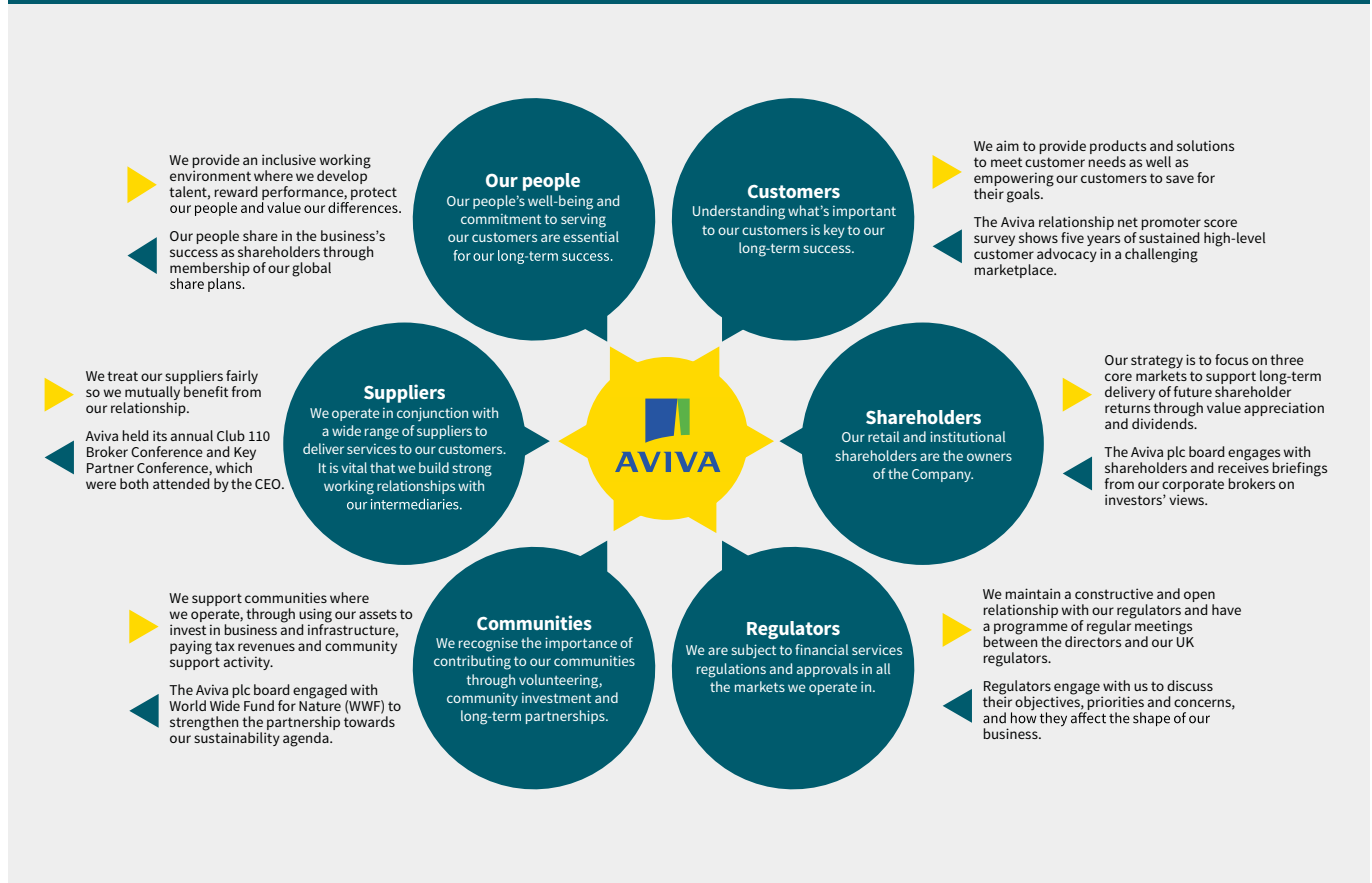 Our people
Our people's well-being and
commitment to serving
our customers are essential
for our long-term success.
We provide an inclusive working
environment where we develop
talent, reward performance, protect
our people and value our differences.
Our people share in the business's
success as shareholders through
membership of our global
share plans.
Customers
Understanding what's important
to our customers is key to our
long-term success.
We aim to provide products and solutions
to meet customer needs as well as
empowering our customers to save for
their goals.
The Aviva relationship net promoter score
survey shows five years of sustained high-level
customer advocacy in a challenging
marketplace.
We treat our suppliers fairly
so we mutually benefit from
our relationship.
Aviva held its annual Club 110
Broker Conference and Key
Partner Conference, which
were both attended by the CEO.
Suppliers
We operate in conjunction with
a wide range of suppliers to
deliver services to our customers.
It is vital that we build strong
working relationships with
our intermediaries.
AVIVA
Shareholders
Our retail and institutional
shareholders are the owners
of the Company.
Our strategy is to focus on three
core markets to support long-term
delivery of future shareholder
returns through value appreciation
and dividends.
The Aviva plc board engages with
shareholders and receives briefings
from our corporate brokers on
investors' views.
We support communities where
we operate, through using our assets to
invest in business and infrastructure,
paying tax revenues and community
support activity.
The Aviva plc board engaged with
World Wide Fund for Nature (WWF) to
strengthen the partnership towards
our sustainability agenda.
Communities
We recognise the importance of
contributing to our communities
through volunteering,
community investment and
long-term partnerships.
Regulators
We are subject to financial services
regulations and approvals in all
the markets we operate in.
We maintain a constructive and open
relationship with our regulators and have
a programme of regular meetings
between the directors and our UK
regulators.
Regulators engage with us to discuss
their objectives, priorities and concerns,
and how they affect the shape of our
business.